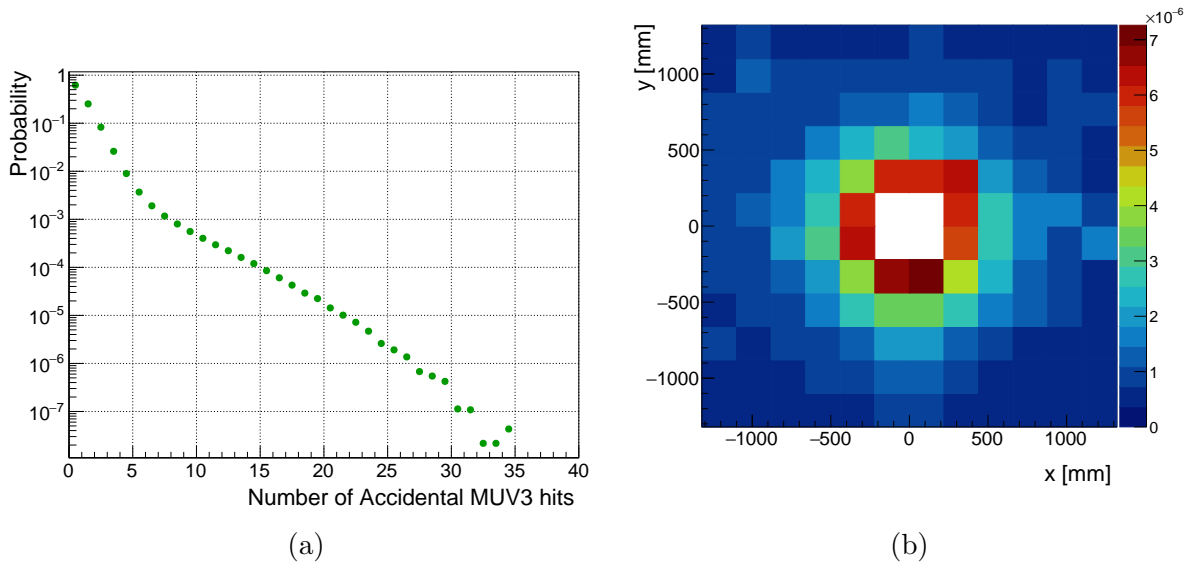 Probability
1
10⁻¹
10⁻²
10⁻³
10⁻⁴
10⁻⁵
10⁻⁶
10⁻⁷
0 5 10 15 20 25 30 35 40
Number of Accidental MUV3 hits
(a)
y [mm]
1000
500
0
−500
−1000
−1000 −500 0 500 1000
x [mm]
×10⁻⁶
7
6
5
4
3
2
1
0
(b)